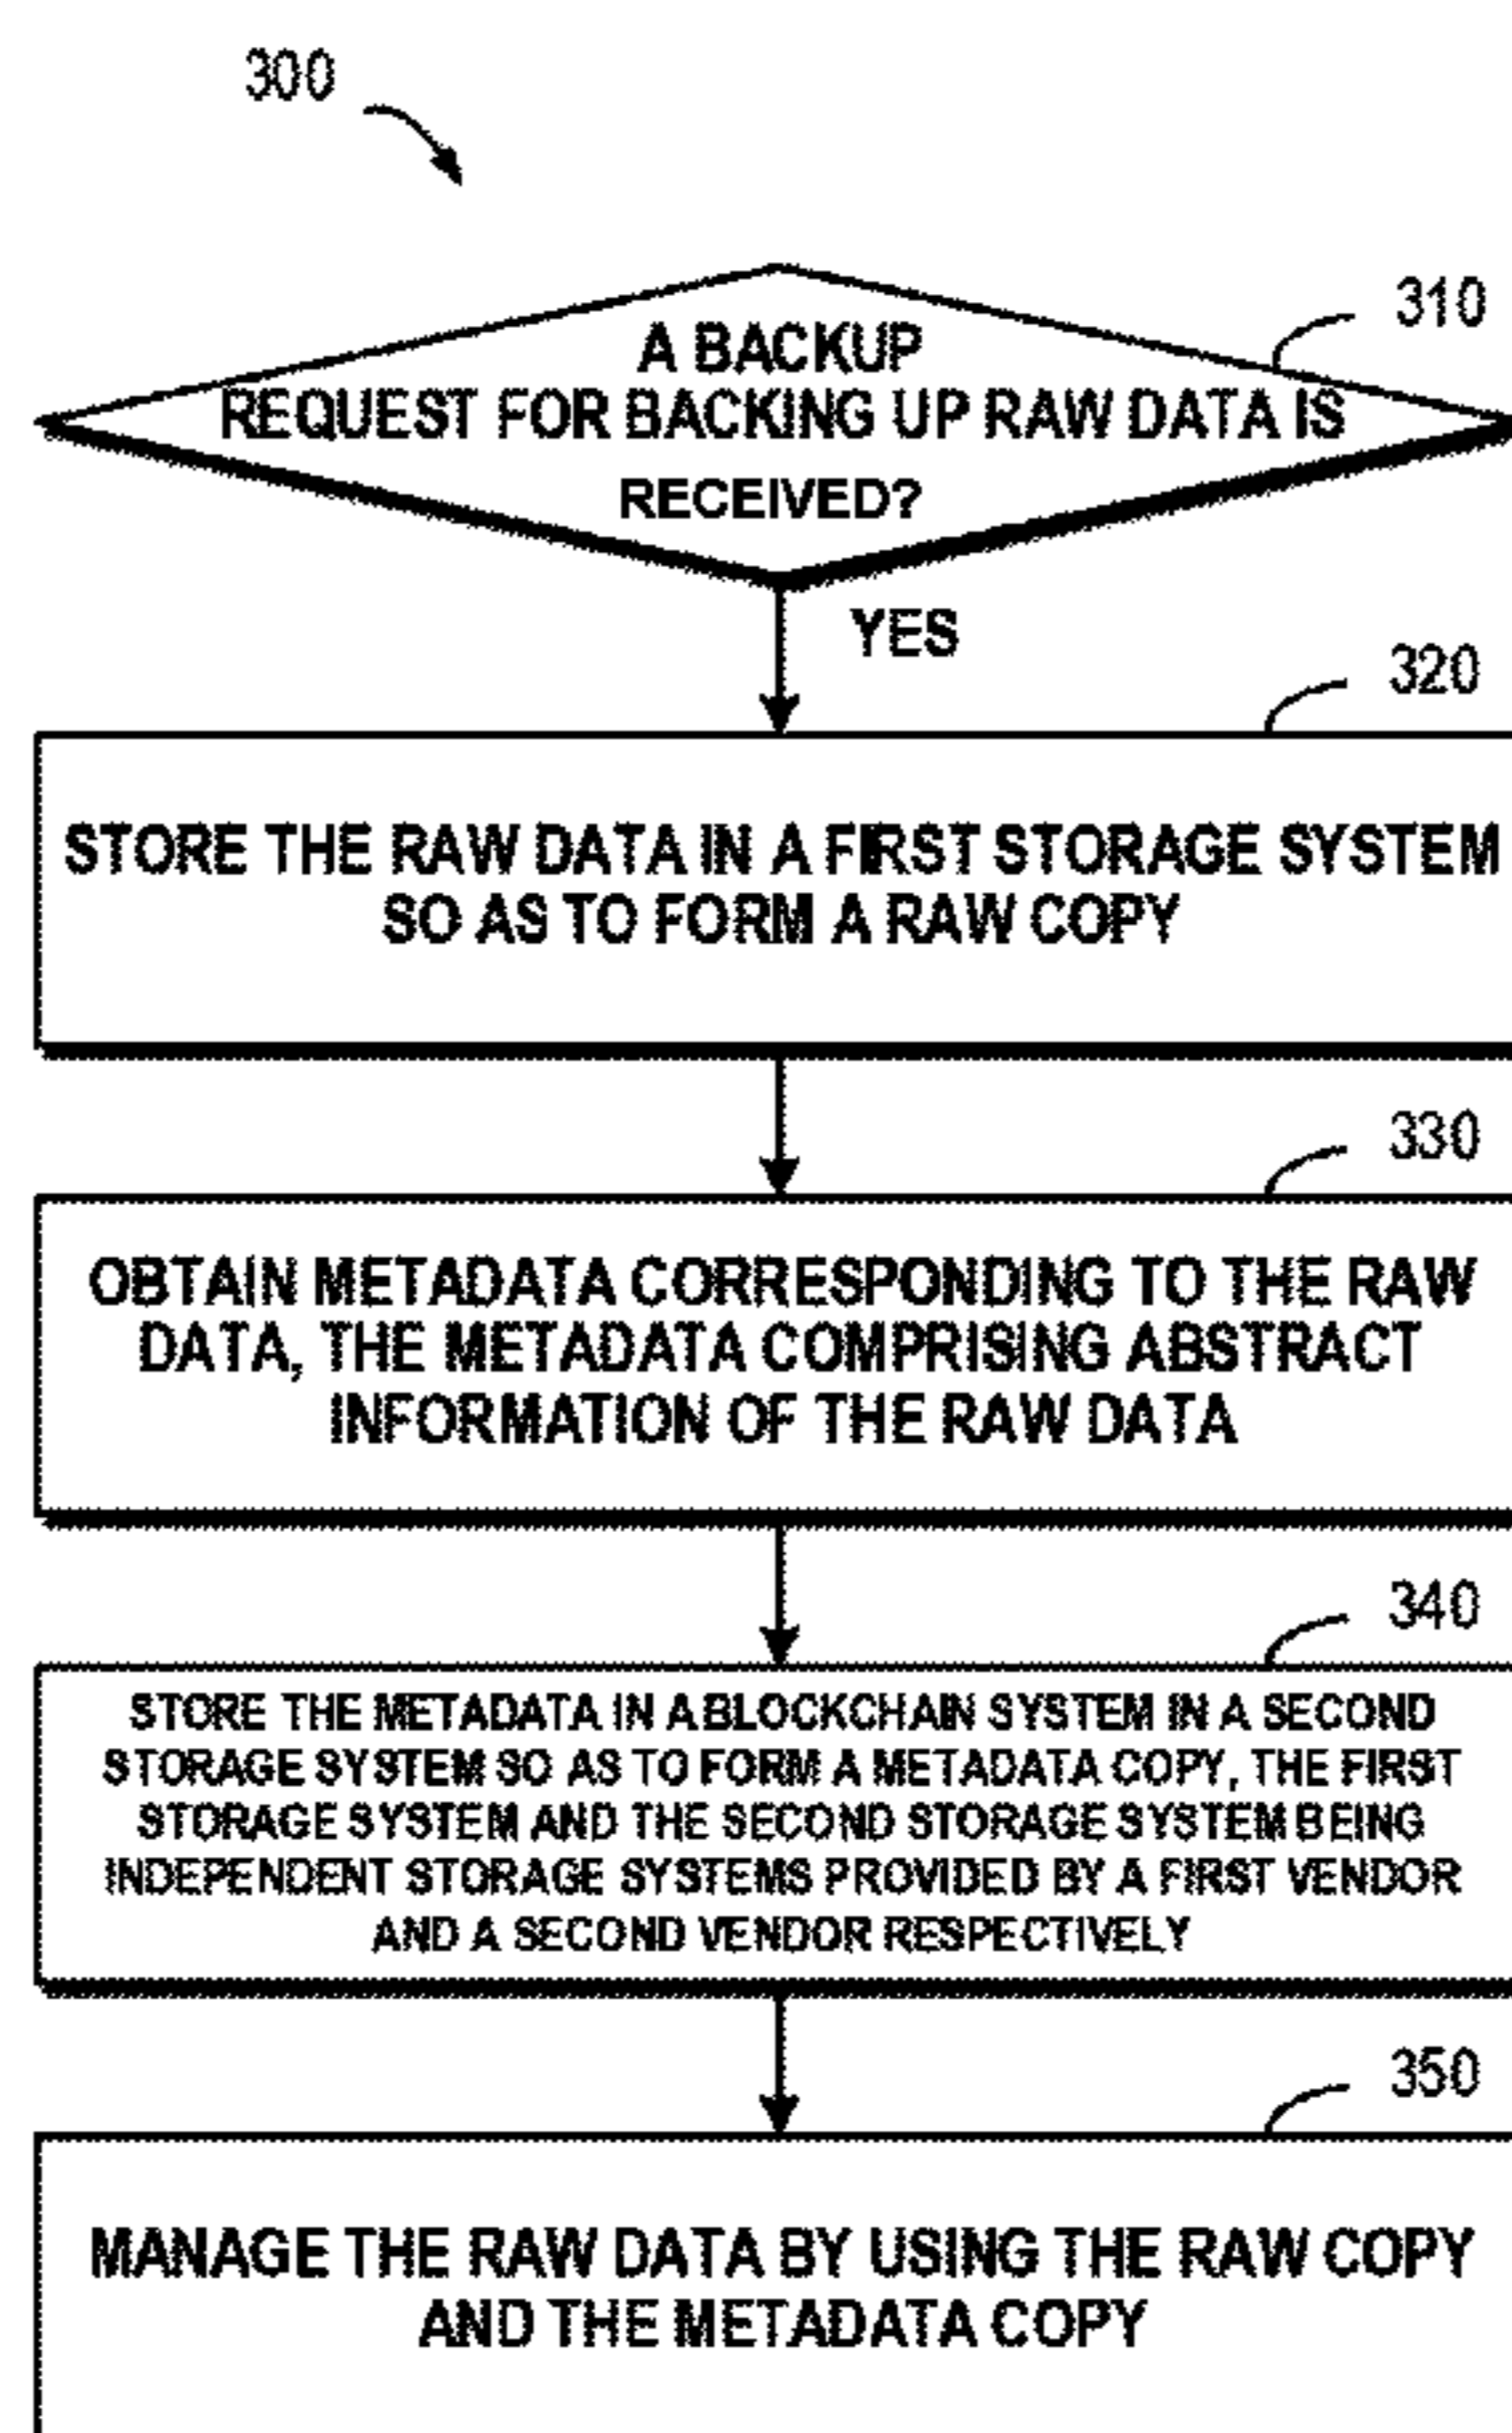 300
310
A BACKUP
REQUEST FOR BACKING UP RAW DATA IS
RECEIVED?
YES
320
STORE THE RAW DATA IN A FIRST STORAGE SYSTEM
SO AS TO FORM A RAW COPY
330
OBTAIN METADATA CORRESPONDING TO THE RAW
DATA, THE METADATA COMPRISING ABSTRACT
INFORMATION OF THE RAW DATA
340
STORE THE METADATA IN A BLOCKCHAIN SYSTEM IN A SECOND
STORAGE SYSTEM SO AS TO FORM A METADATA COPY, THE FIRST
STORAGE SYSTEM AND THE SECOND STORAGE SYSTEM BEING
INDEPENDENT STORAGE SYSTEMS PROVIDED BY A FIRST VENDOR
AND A SECOND VENDOR RESPECTIVELY
350
MANAGE THE RAW DATA BY USING THE RAW COPY
AND THE METADATA COPY